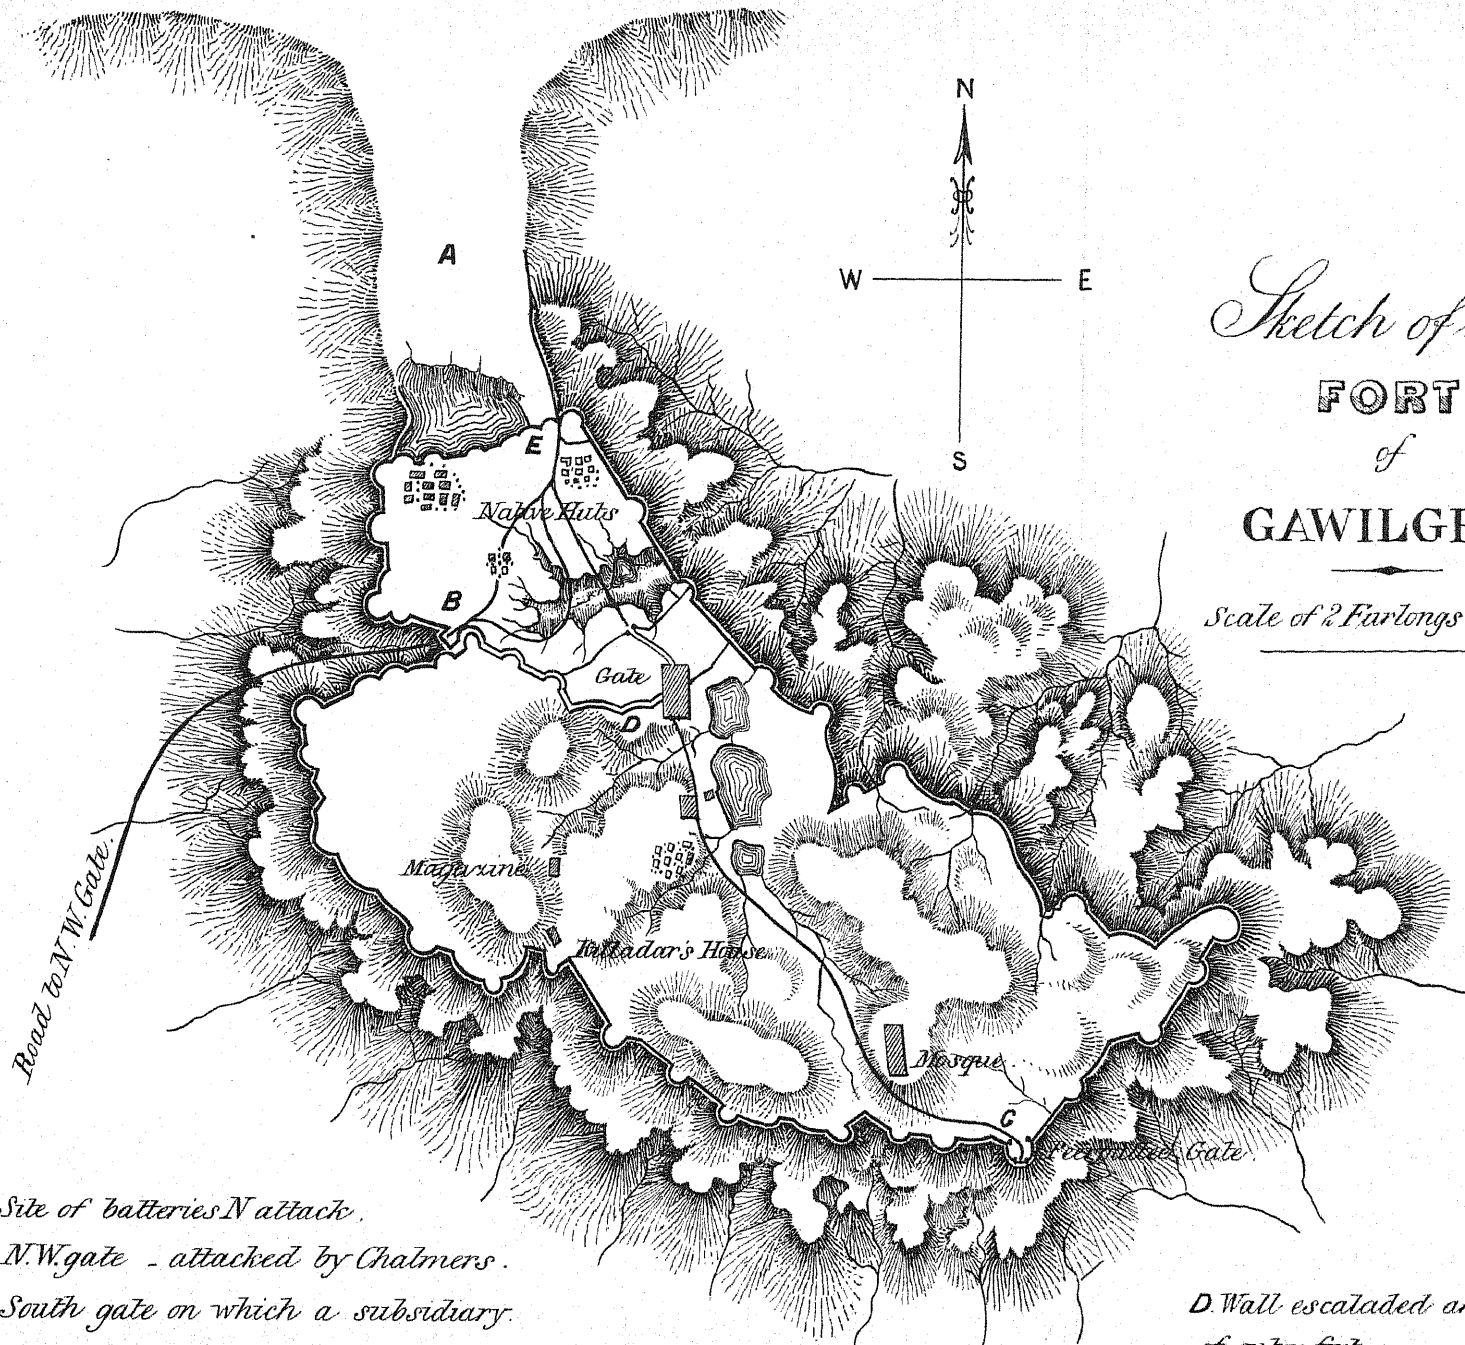 N
A
W E
Sketch of
FORT
of
S
E
GAWILGH
Native Huts
B
Scale of 2 Furlongs
Gate
D
Magazine
Road to N.W. Gate.
Killadar's House
Mosque
C
Gate
Site of batteries N attack.
N.W. gate - attacked by Chalmers.
South gate on which a subsidiary.
D. Wall escaladed